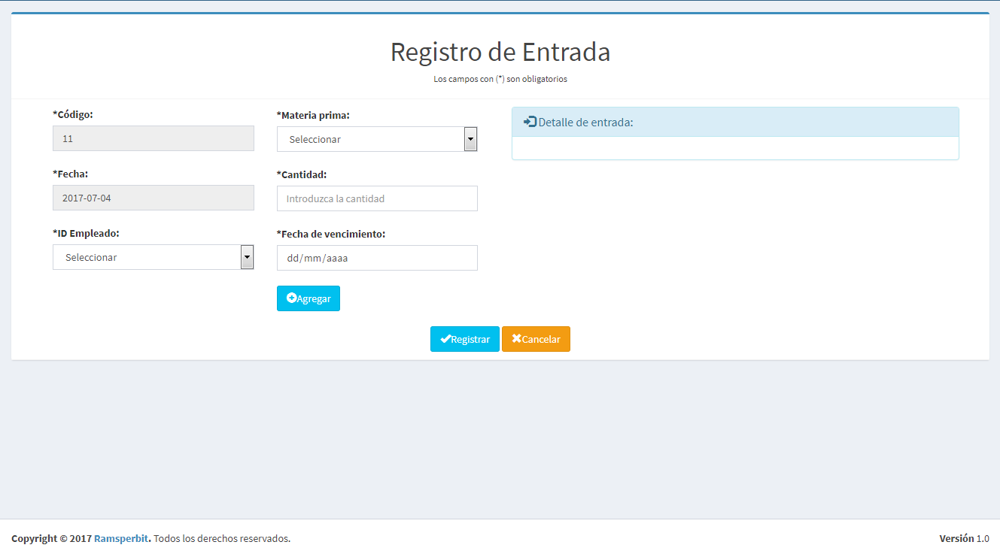 Registro de Entrada
Los campos con (*) son obligatorios
*Código:
11
*Fecha:
2017-07-04
*ID Empleado:
Seleccionar
*Materia prima:
Seleccionar
*Cantidad:
Introduzca la cantidad
*Fecha de vencimiento:
dd/mm/aaaa
Agregar
Detalle de entrada:
Registrar
Cancelar
Copyright © 2017 Ramsperbit. Todos los derechos reservados.
Versión 1.0